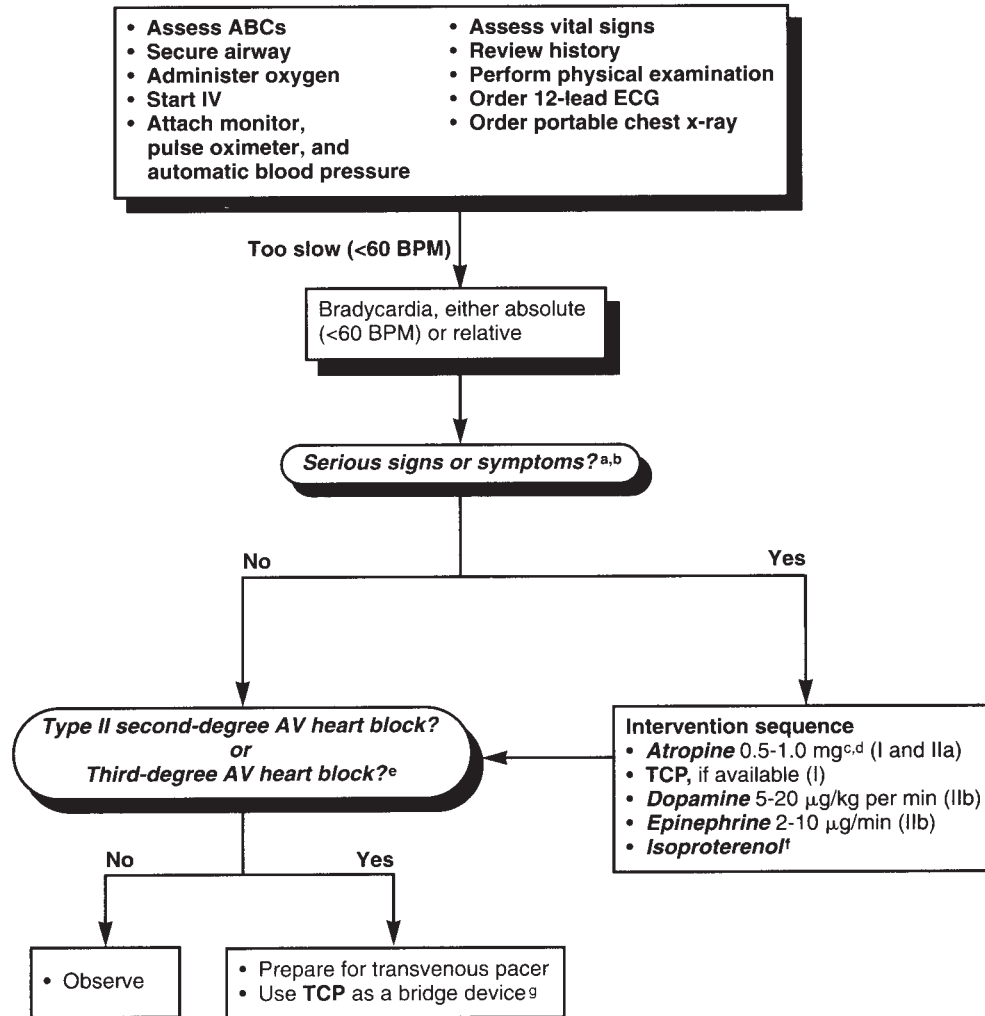 • Assess ABCs
• Secure airway
• Administer oxygen
• Start IV
• Attach monitor,
pulse oximeter, and
automatic blood pressure
• Assess vital signs
• Review history
• Perform physical examination
• Order 12-lead ECG
• Order portable chest x-ray
Too slow (<60 BPM)
Bradycardia, either absolute
(<60 BPM) or relative
Serious signs or symptoms?a,b
No
Yes
Type II second-degree AV heart block?
or
Third-degree AV heart block?e
Intervention sequence
• Atropine 0.5-1.0 mgc,d (I and IIa)
• TCP, if available (I)
• Dopamine 5-20 µg/kg per min (IIb)
• Epinephrine 2-10 µg/min (IIb)
• Isoproterenolf
No
Yes
• Observe
• Prepare for transvenous pacer
• Use TCP as a bridge device g